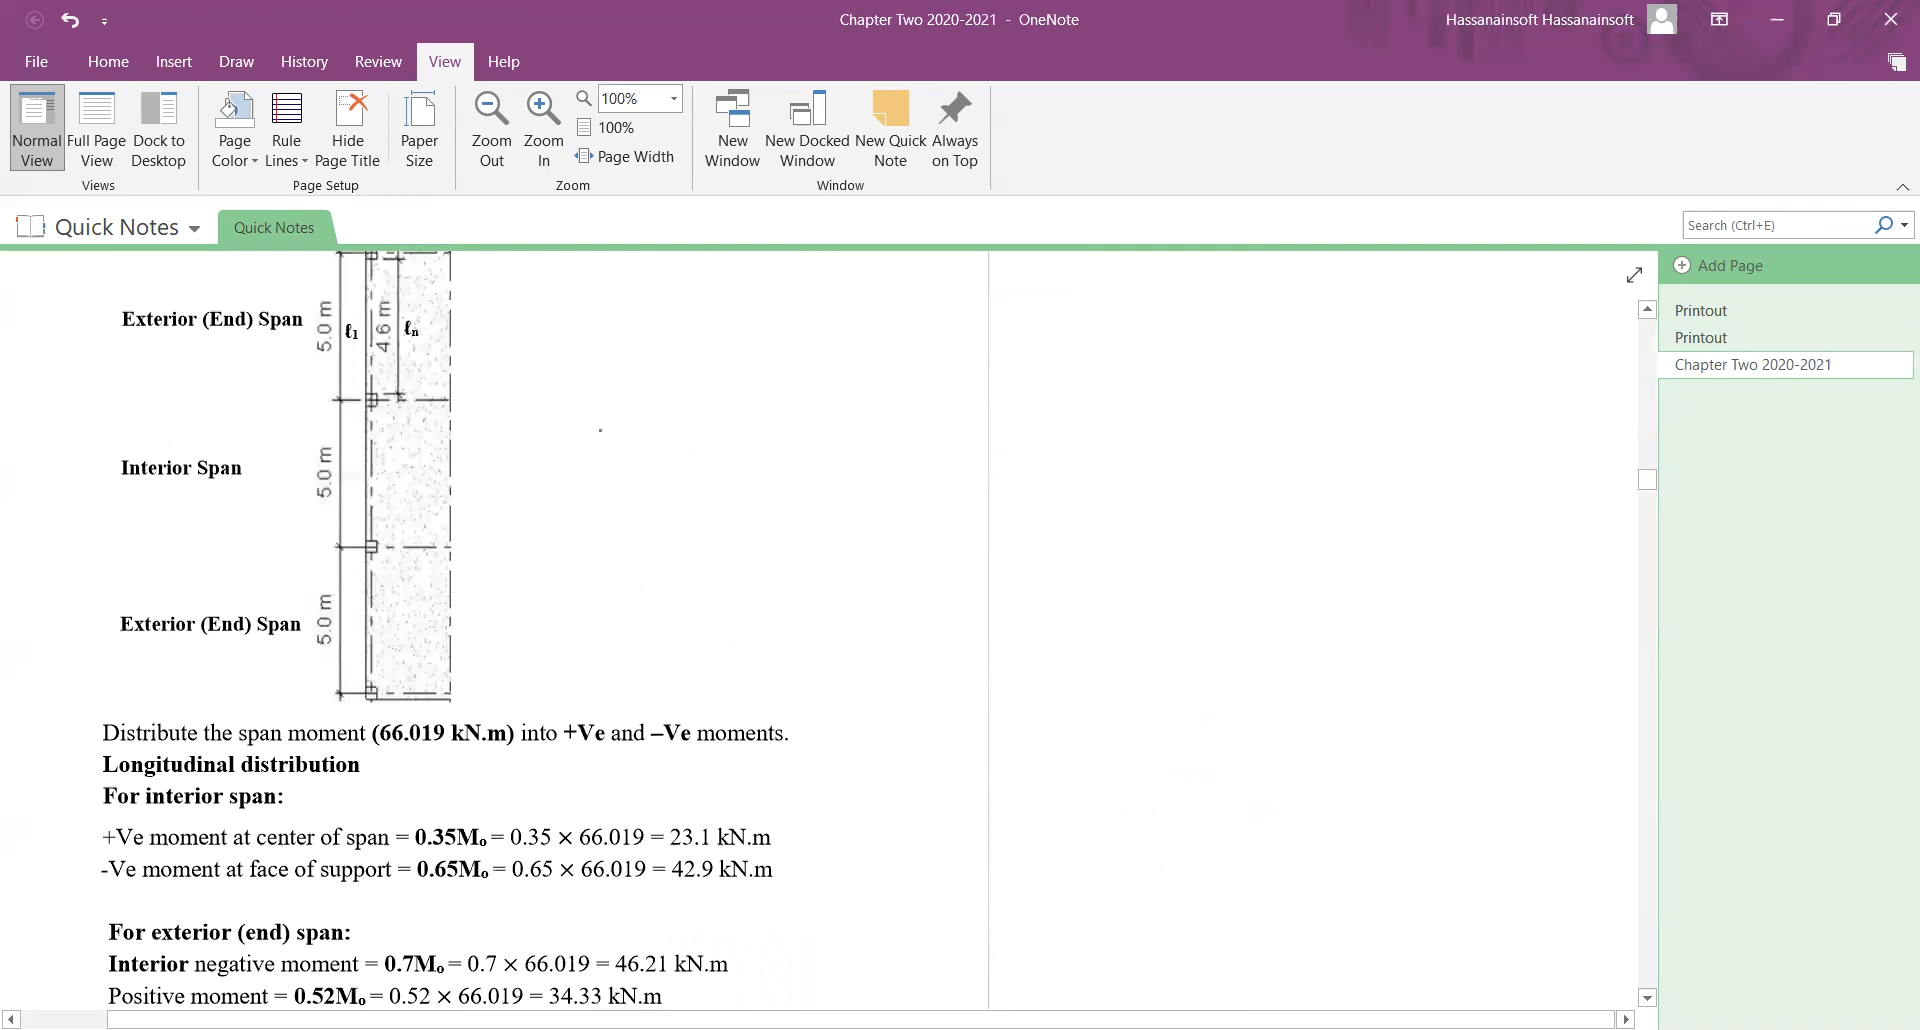 Chapter Two 2020-2021 - OneNote
Hassanainsoft Hassanainsoft
File Home Insert Draw History Review View Help
Normal View
Full Page View
Dock to Desktop
Views
Page Color
Rule Lines
Hide Page Title
Paper Size
Page Setup
Zoom Out
Zoom In
100%
100%
Page Width
Zoom
New Window
New Docked Window
New Quick Note
Always on Top
Window
Quick Notes
Quick Notes
Search (Ctrl+E)
Add Page
Printout
Printout
Chapter Two 2020-2021
Exterior (End) Span
5.0 m
ℓ₁
4.6 m
ℓₙ
Interior Span
5.0 m
Exterior (End) Span
5.0 m
Distribute the span moment (66.019 kN.m) into +Ve and –Ve moments.
Longitudinal distribution
For interior span:
+Ve moment at center of span = 0.35Mₒ = 0.35 × 66.019 = 23.1 kN.m
-Ve moment at face of support = 0.65Mₒ = 0.65 × 66.019 = 42.9 kN.m
For exterior (end) span:
Interior negative moment = 0.7Mₒ = 0.7 × 66.019 = 46.21 kN.m
Positive moment = 0.52Mₒ = 0.52 × 66.019 = 34.33 kN.m